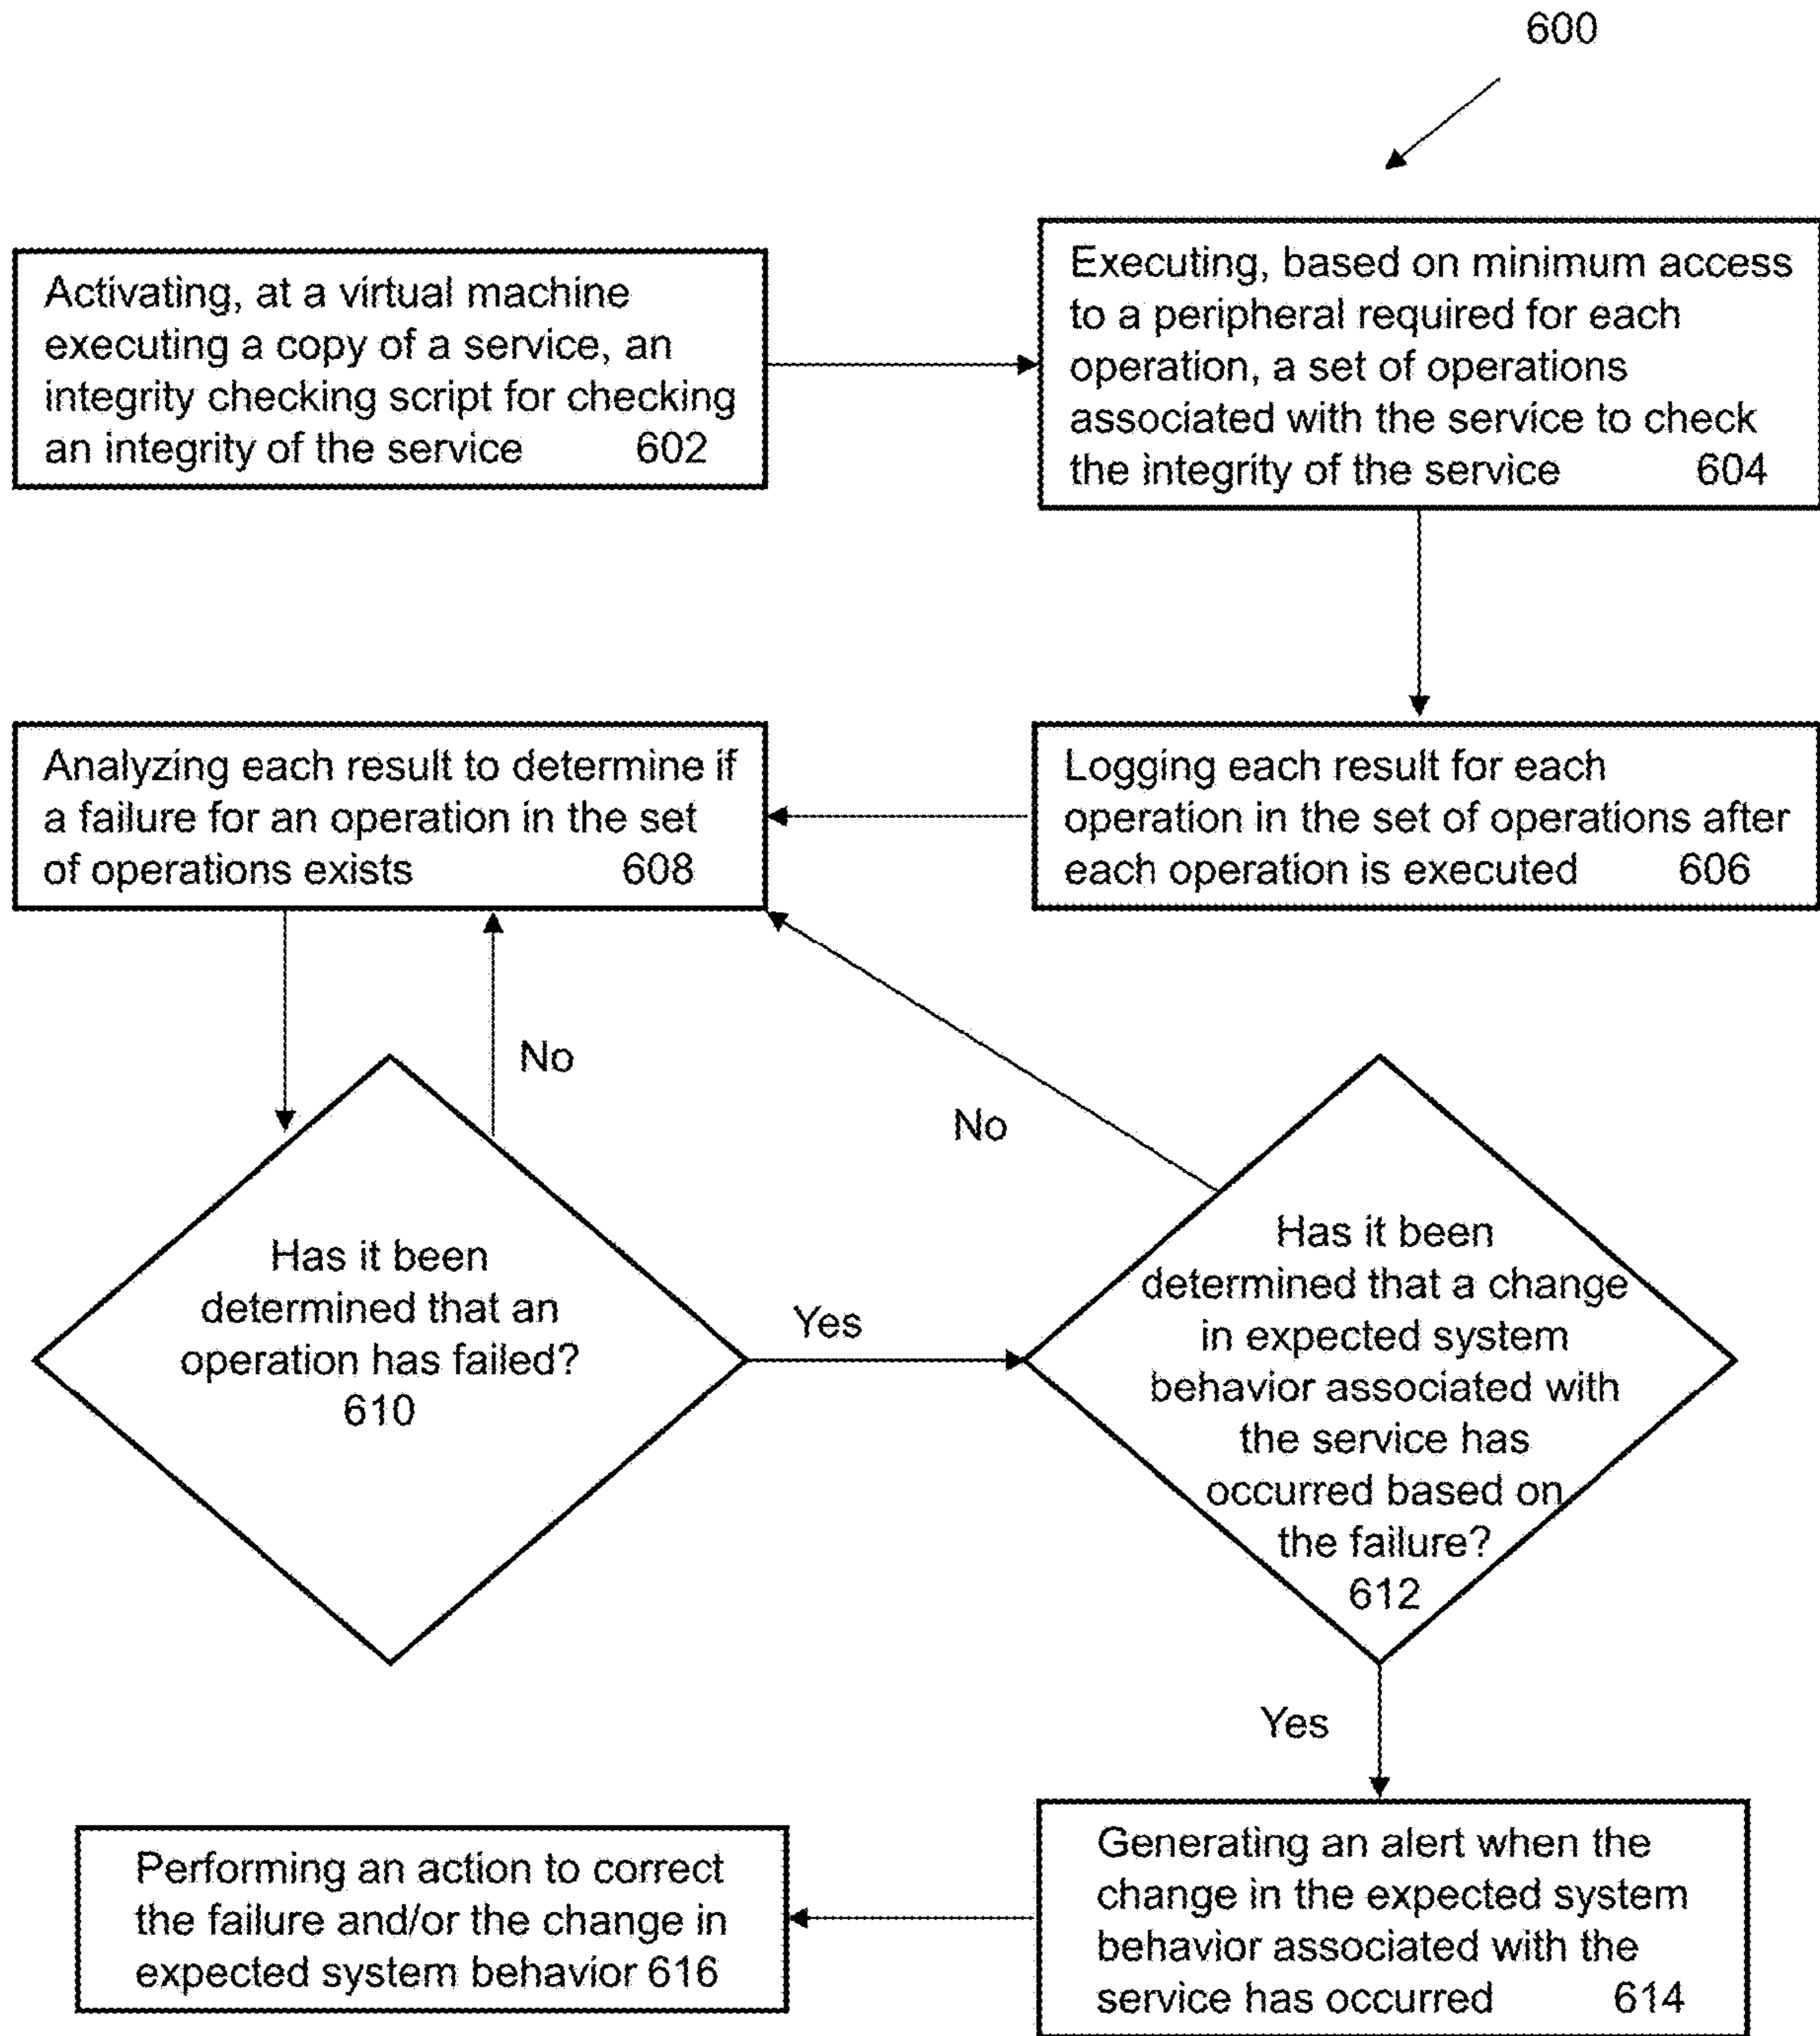 600
Activating, at a virtual machine
executing a copy of a service, an
integrity checking script for checking
an integrity of the service 602
Executing, based on minimum access
to a peripheral required for each
operation, a set of operations
associated with the service to check
the integrity of the service 604
Analyzing each result to determine if
a failure for an operation in the set
of operations exists 608
Logging each result for each
operation in the set of operations after
each operation is executed 606
No
No
Has it been
determined that an
operation has failed?
610
Yes
Has it been
determined that a change
in expected system
behavior associated with
the service has
occurred based on
the failure?
612
Yes
Performing an action to correct
the failure and/or the change in
expected system behavior 616
Generating an alert when the
change in the expected system
behavior associated with the
service has occurred 614